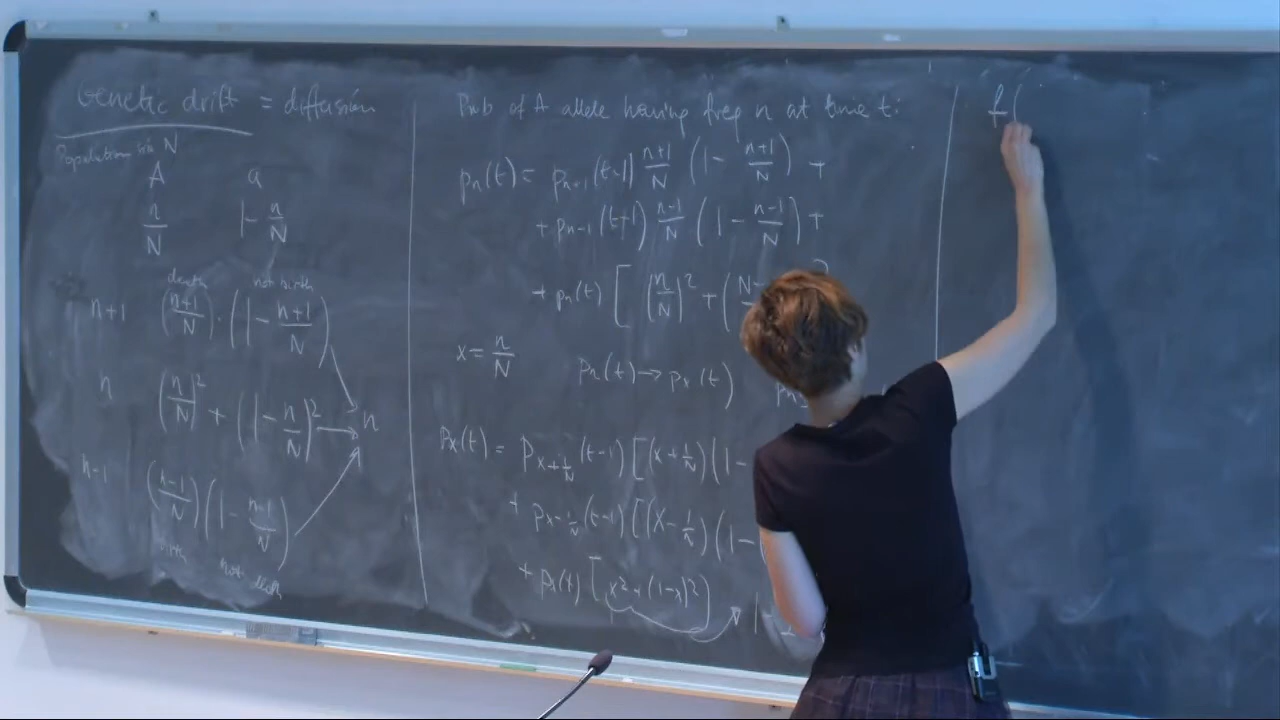 Genetic drift = diffusion
Population size N
A a
n/N 1 - n/N
death not birth
n+1 (n+1/N) · (1 - n+1/N)
n (n/N)² + (1 - n/N)² → n
n-1 (n-1/N) (1 - n-1/N)
birth not death
Prob of A allele having freq n at time t:
pn(t) = pn+1(t-1) n+1/N (1 - n+1/N) +
+ pn-1(t-1) n-1/N (1 - n-1/N) +
+ pn(t) [(n/N)² + (N-
x = n/N pn(t) → px(t)
Px(t) = Px+1/N (t-1) [(x+1/N)(1-
+ Px-1/N (t-1) [(x-1/N)(1-
+ px(t) [x² + (1-x)²]
f(